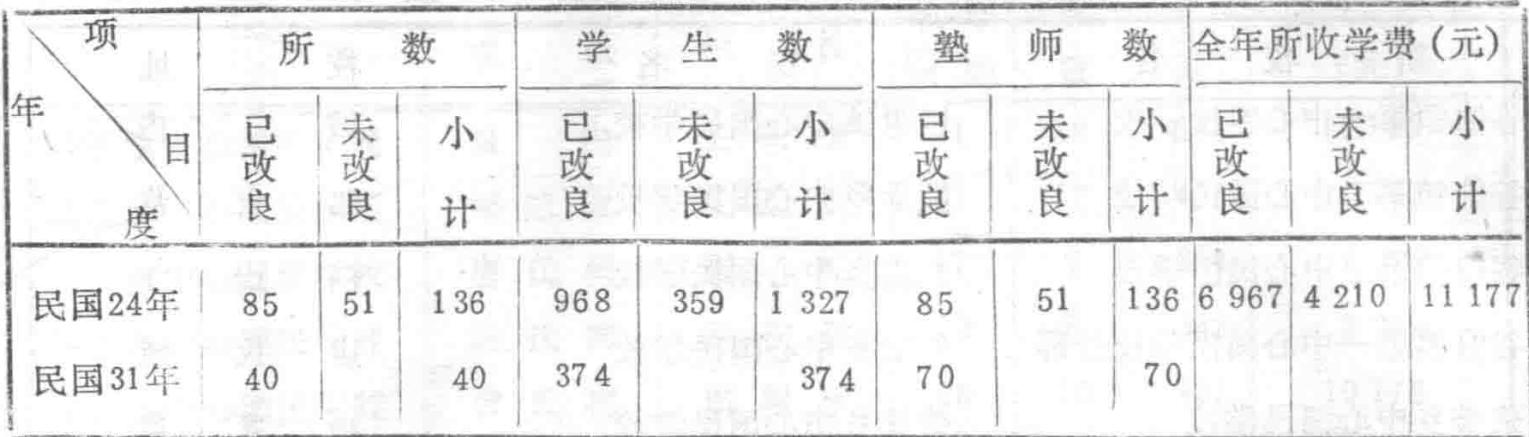 项 所数 学生数 塾师数 全年所收学费(元)
年 目 度 已改良 未改良 小计 已改良 未改良 小计 已改良 未改良 小计 已改良 未改良 小计
民国24年 85 51 136 968 359 1 327 85 51 136 6 967 4 210 11 177
民国31年 40 40 374 374 70 70